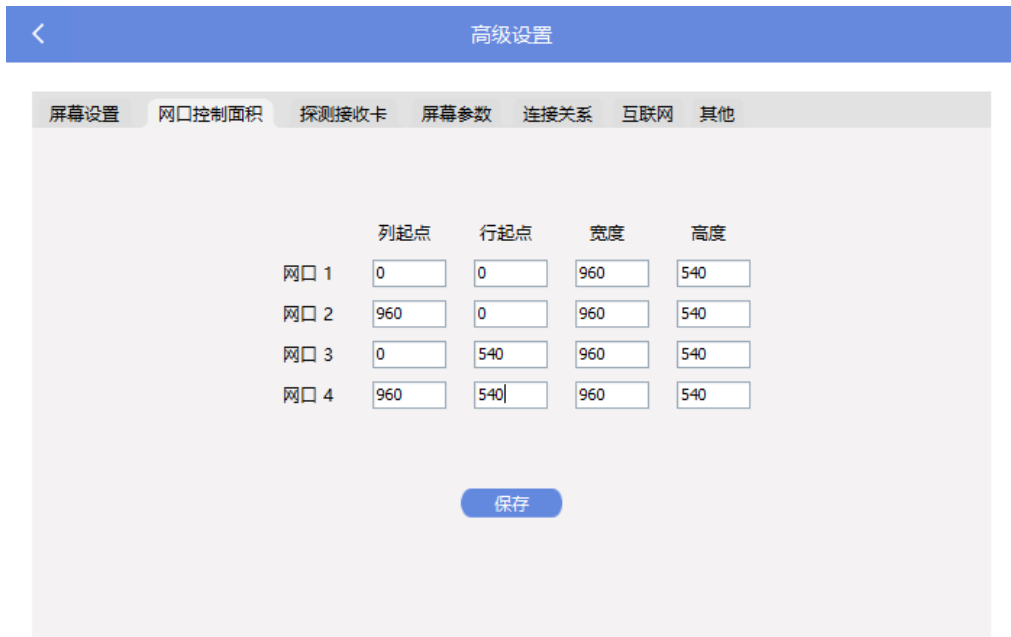 高级设置
屏幕设置 网口控制面积 探测接收卡 屏幕参数 连接关系 互联网 其他
列起点 行起点 宽度 高度
网口 1 0 0 960 540
网口 2 960 0 960 540
网口 3 0 540 960 540
网口 4 960 540 960 540
保存